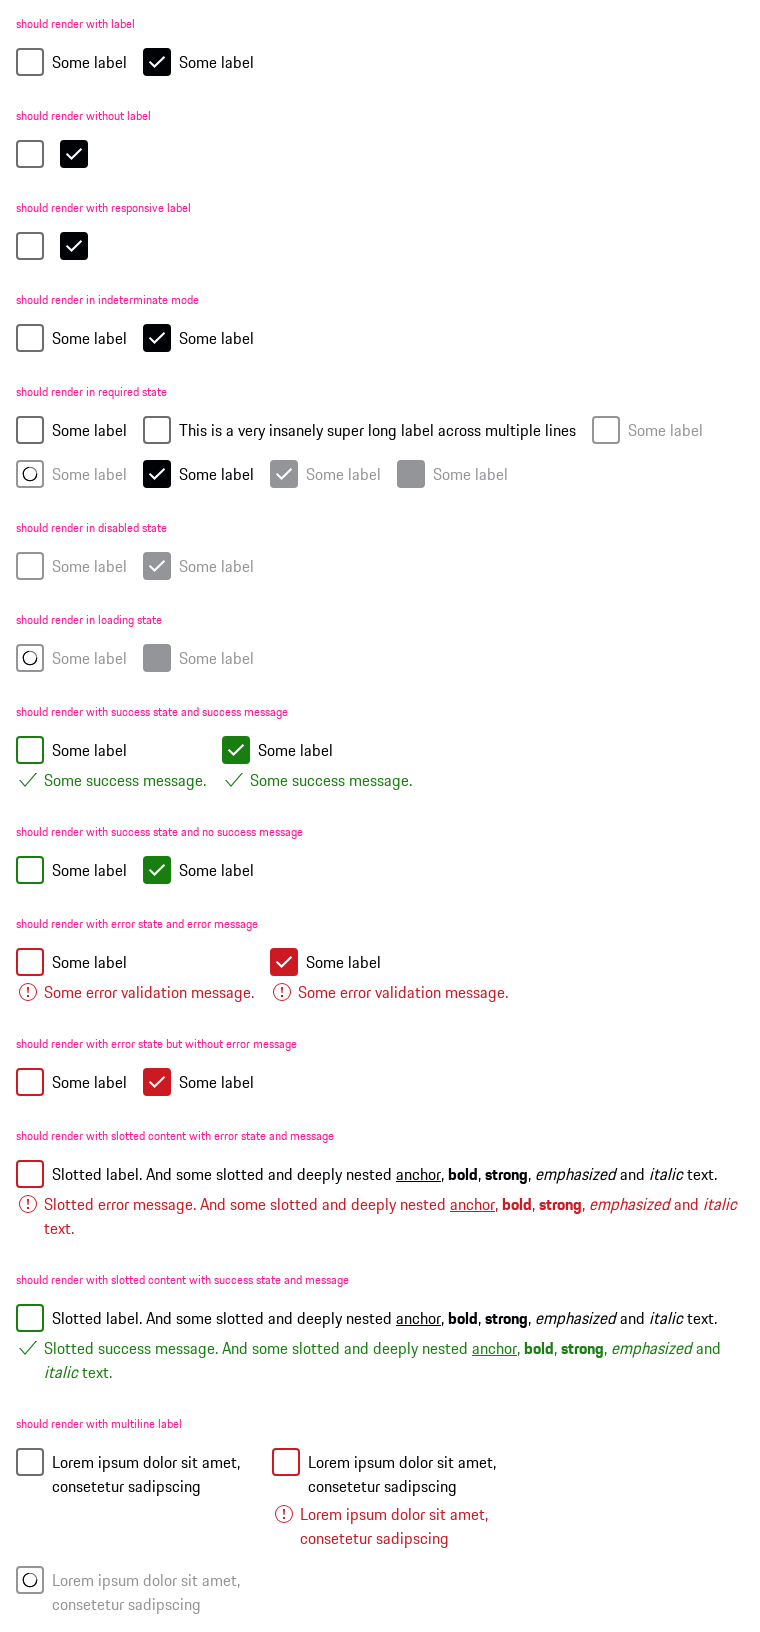 should render with label
Some label Some label
should render without label
should render with responsive label
should render in indeterminate mode
Some label Some label
should render in required state
Some label This is a very insanely super long label across multiple lines Some label
Some label Some label Some label Some label
should render in disabled state
Some label Some label
should render in loading state
Some label Some label
should render with success state and success message
Some label Some label
Some success message. Some success message.
should render with success state and no success message
Some label Some label
should render with error state and error message
Some label Some label
Some error validation message. Some error validation message.
should render with error state but without error message
Some label Some label
should render with slotted content with error state and message
Slotted label. And some slotted and deeply nested anchor, bold, strong, emphasized and italic text.
Slotted error message. And some slotted and deeply nested anchor, bold, strong, emphasized and italic
text.
should render with slotted content with success state and message
Slotted label. And some slotted and deeply nested anchor, bold, strong, emphasized and italic text.
Slotted success message. And some slotted and deeply nested anchor, bold, strong, emphasized and
italic text.
should render with multiline label
Lorem ipsum dolor sit amet,
consetetur sadipscing
Lorem ipsum dolor sit amet,
consetetur sadipscing
Lorem ipsum dolor sit amet,
consetetur sadipscing
Lorem ipsum dolor sit amet,
consetetur sadipscing